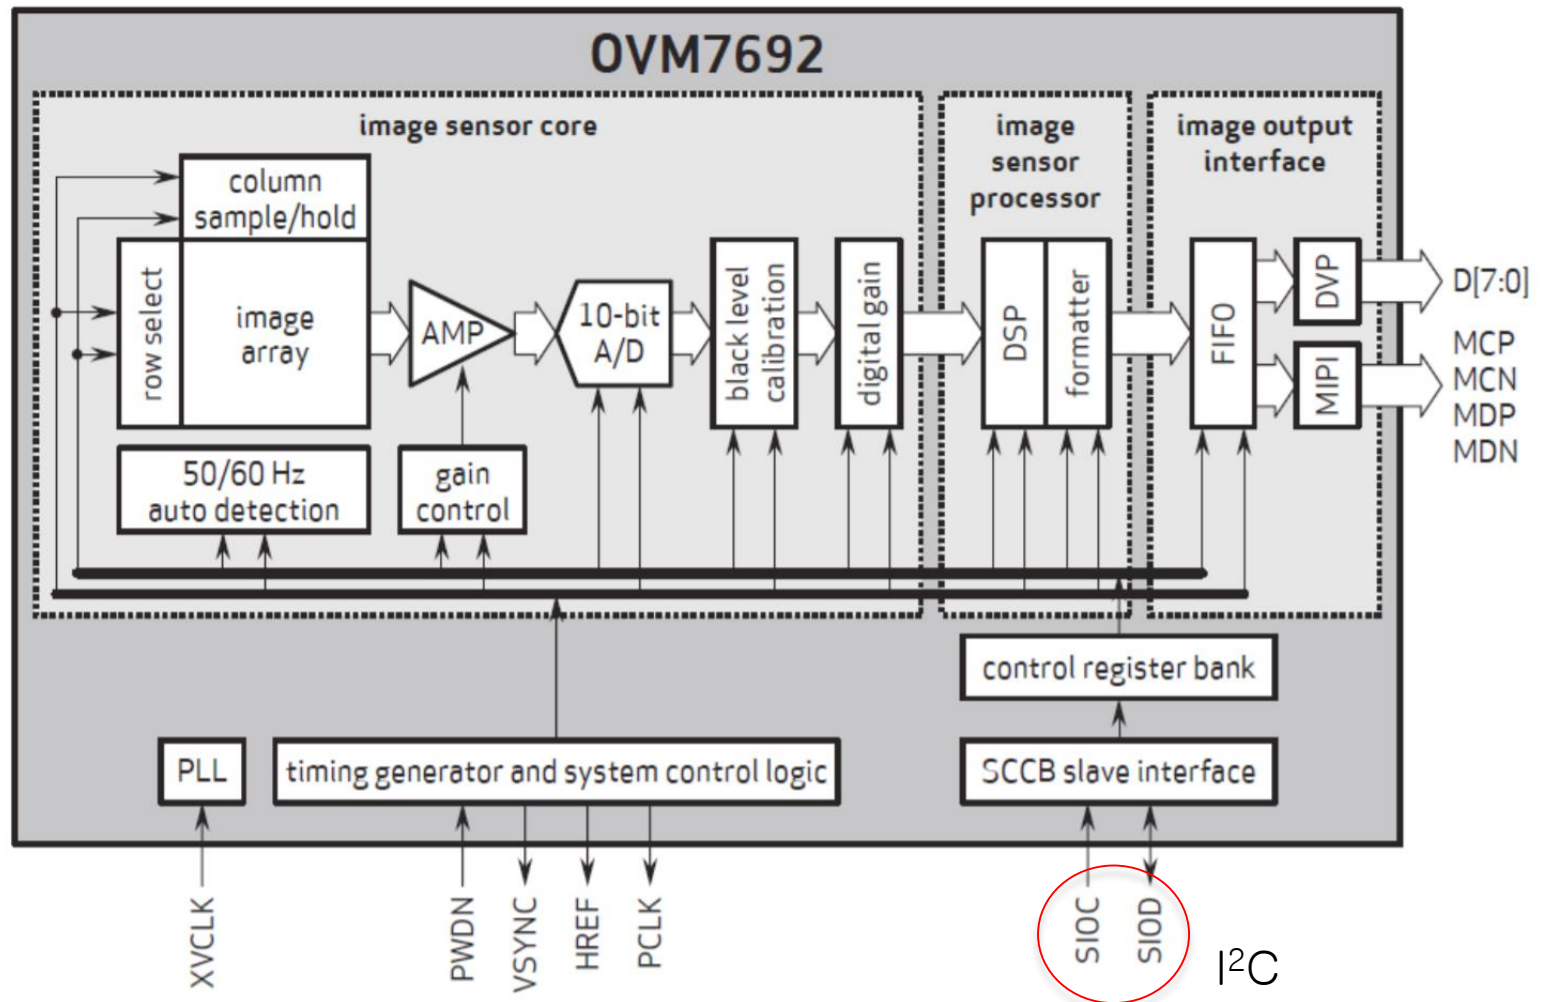 OVM7692
image sensor core
image
sensor
processor
image output
interface
column
sample/hold
row select
image
array
AMP
10-bit
A/D
black level
calibration
digital gain
DSP
formatter
FIFO
DVP
MIPI
D[7:0]
MCP
MCN
MDP
MDN
50/60 Hz
auto detection
gain
control
control register bank
PLL
timing generator and system control logic
SCCB slave interface
XVCLK
PWDN
VSYNC
HREF
PCLK
SIOC
SIOD
I²C